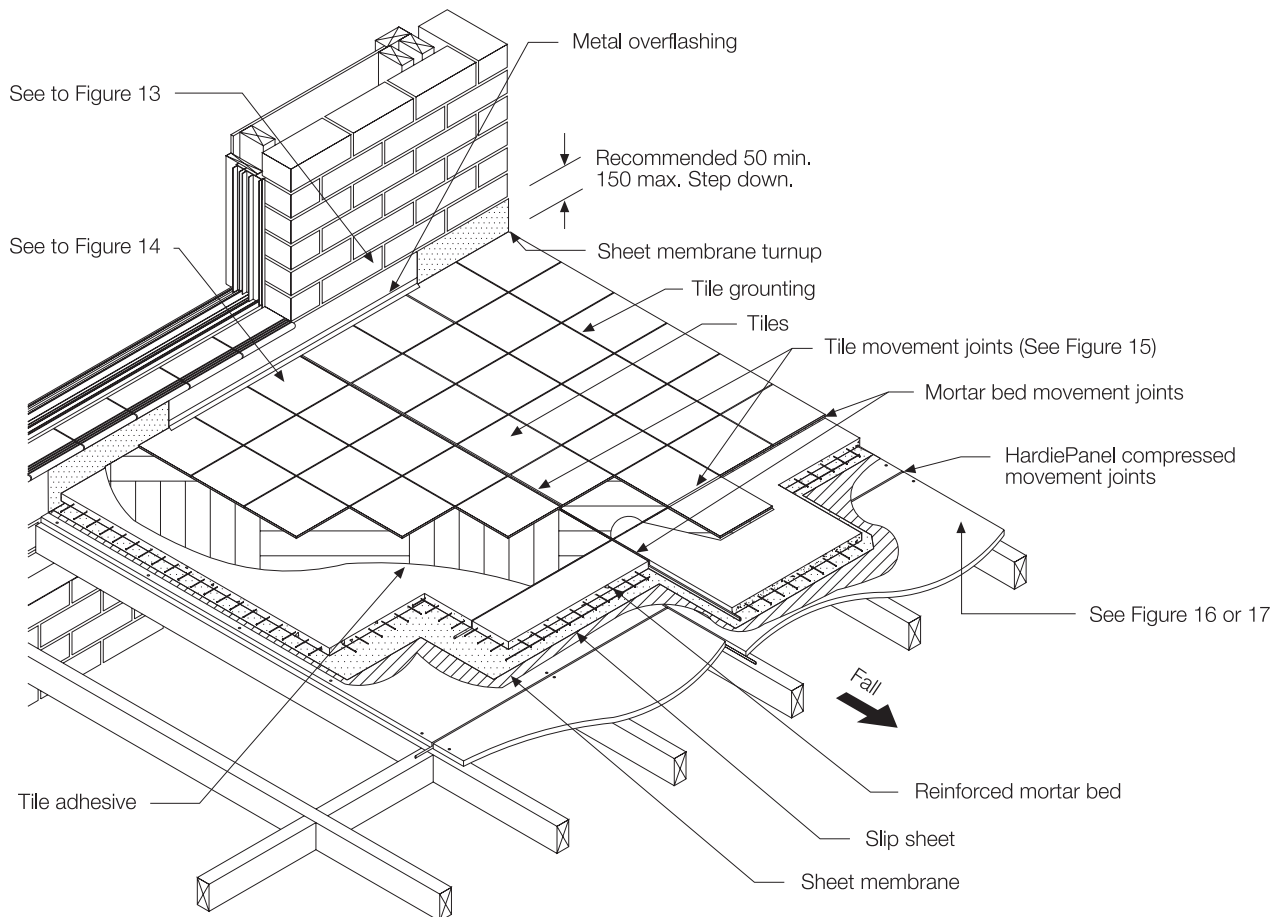 Metal overflashing
See to Figure 13
Recommended 50 min.
150 max. Step down.
See to Figure 14
Sheet membrane turnup
Tile grounting
Tiles
Tile movement joints (See Figure 15)
Mortar bed movement joints
HardiePanel compressed
movement joints
See Figure 16 or 17
Fall
Reinforced mortar bed
Tile adhesive
Slip sheet
Sheet membrane